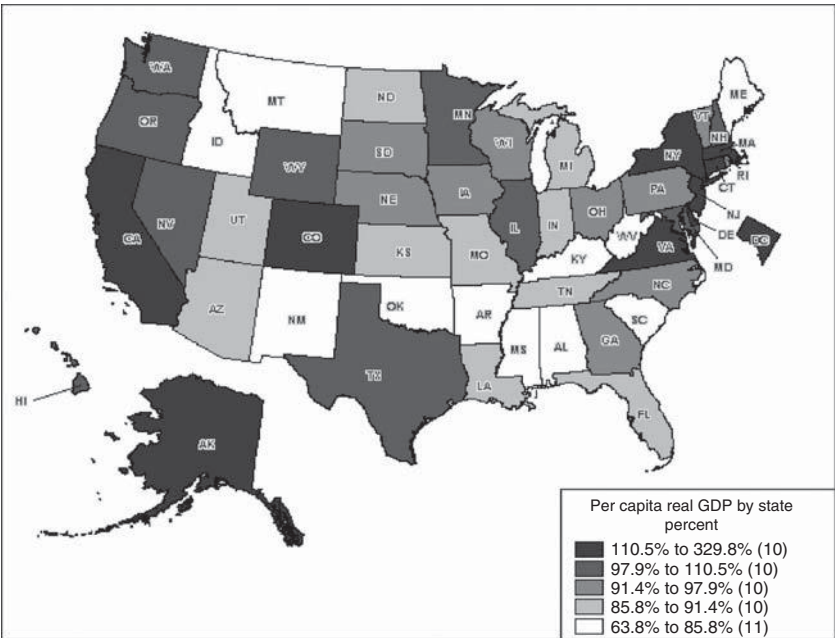 WA
MT
ND
MN
ME
VT
NH
OR
ID
WI
SD
NY
MA
WY
MI
RI
CT
IA
PA
NE
NJ
NV
OH
UT
IL
IN
DE
DC
CA
CO
WV
VA
KS
MO
KY
MD
NC
TN
AZ
OK
NM
AR
SC
MS
AL
GA
TX
LA
HI
FL
AK
Per capita real GDP by state
percent
110.5% to 329.8% (10)
97.9% to 110.5% (10)
91.4% to 97.9% (10)
85.8% to 91.4% (10)
63.8% to 85.8% (11)